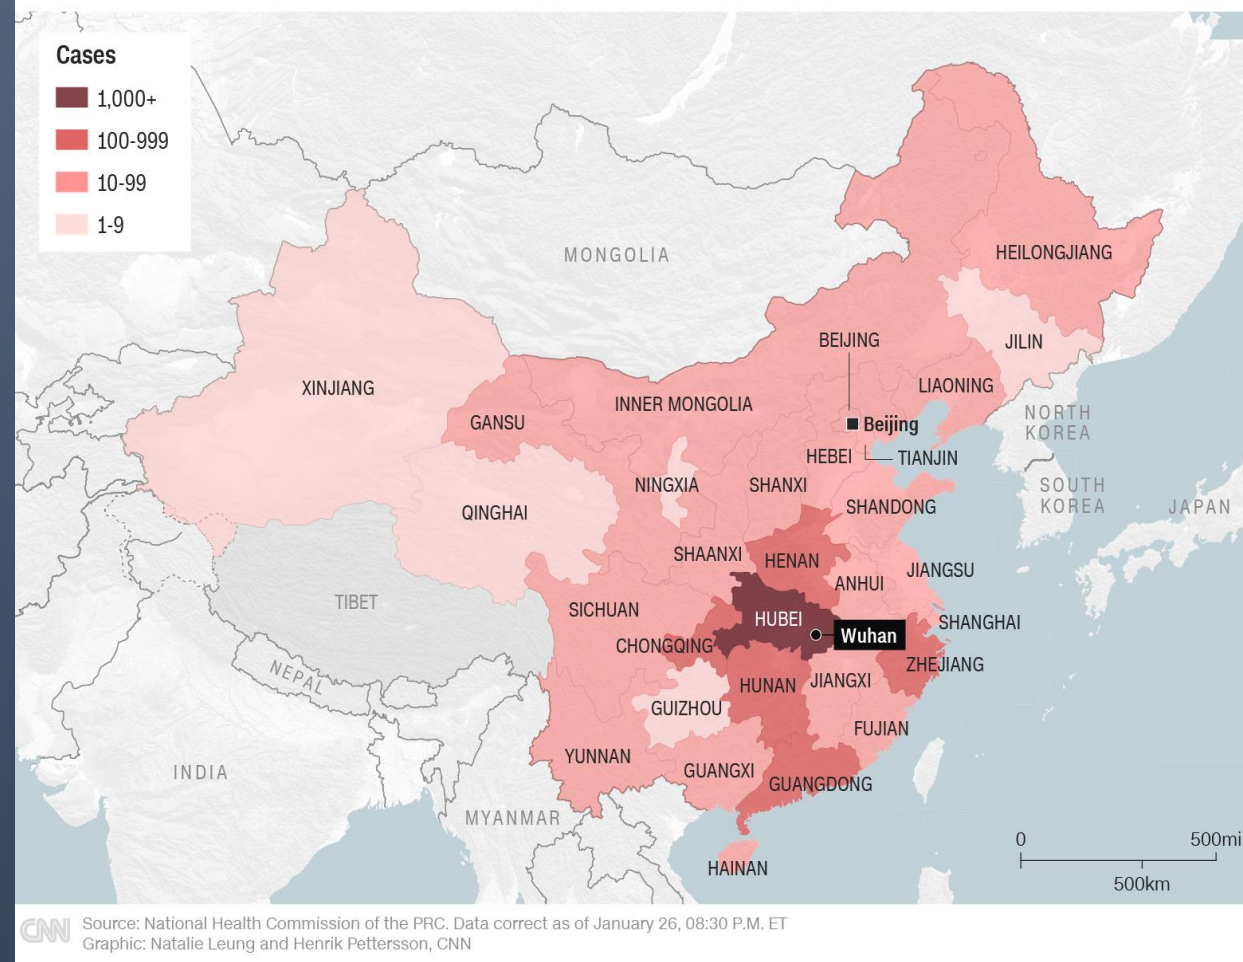 Cases
1,000+
100-999
10-99
1-9
MONGOLIA
HEILONGJIANG
JILIN
BEIJING
LIAONING
XINJIANG
INNER MONGOLIA
GANSU
Beijing
NORTH
KOREA
HEBEI
TIANJIN
NINGXIA
SHANXI
SOUTH
KOREA
JAPAN
QINGHAI
SHANDONG
SHAANXI
HENAN
ANHUI
JIANGSU
TIBET
SICHUAN
HUBEI
SHANGHAI
Wuhan
CHONGQING
ZHEJIANG
NEPAL
HUNAN
JIANGXI
GUIZHOU
FUJIAN
YUNNAN
INDIA
GUANGXI
GUANGDONG
MYANMAR
HAINAN
0
500mi
500km
CNN
Source: National Health Commission of the PRC. Data correct as of January 26, 08:30 P.M. ET
Graphic: Natalie Leung and Henrik Pettersson, CNN